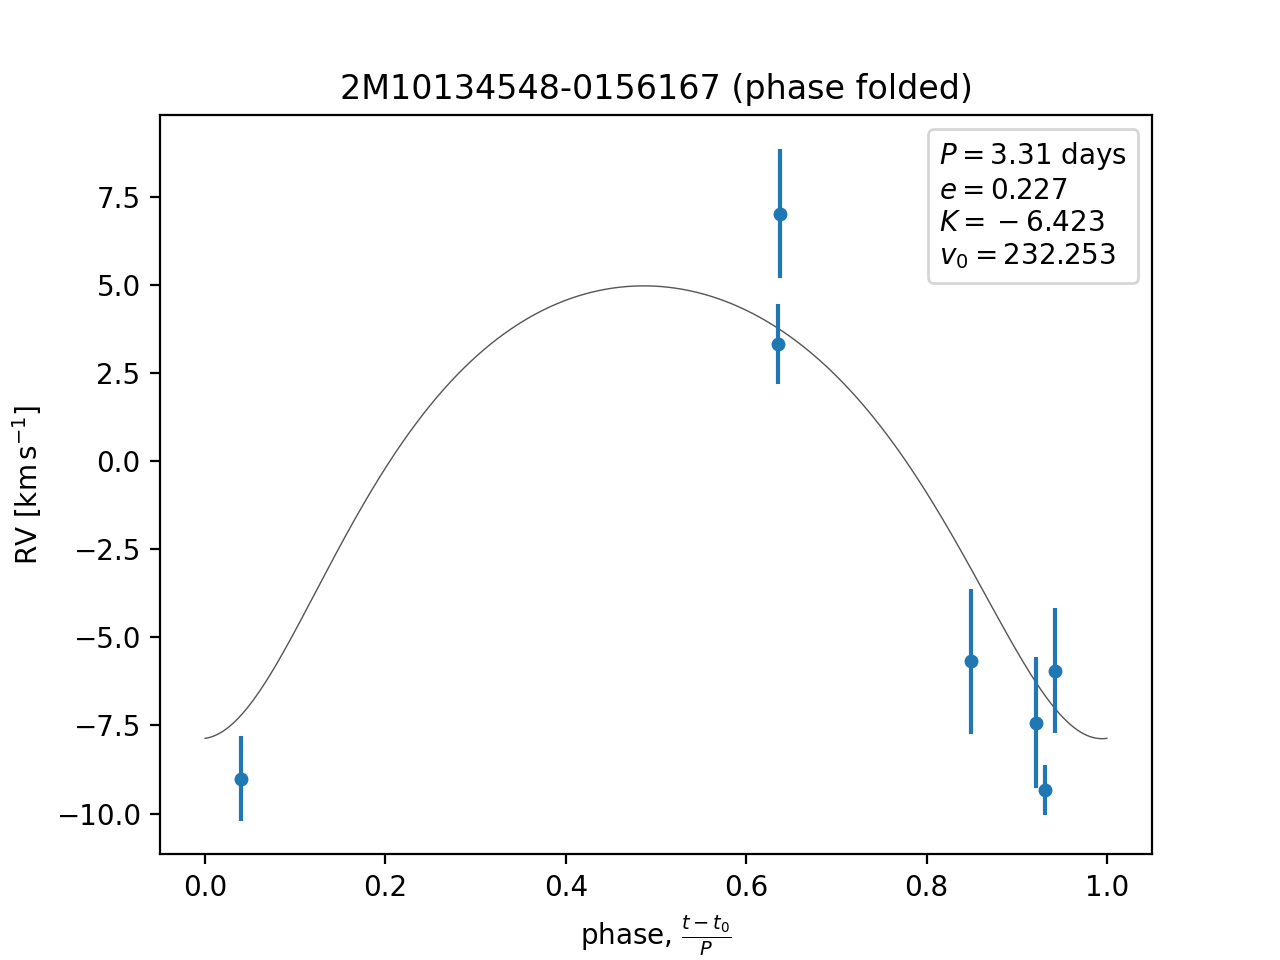 2M10134548-0156167 (phase folded)
P = 3.31 days
e = 0.227
K = −6.423
v₀ = 232.253
7.5
5.0
2.5
0.0
−2.5
−5.0
−7.5
−10.0
RV [km s⁻¹]
0.0 0.2 0.4 0.6 0.8 1.0
phase, (t − t₀)/P